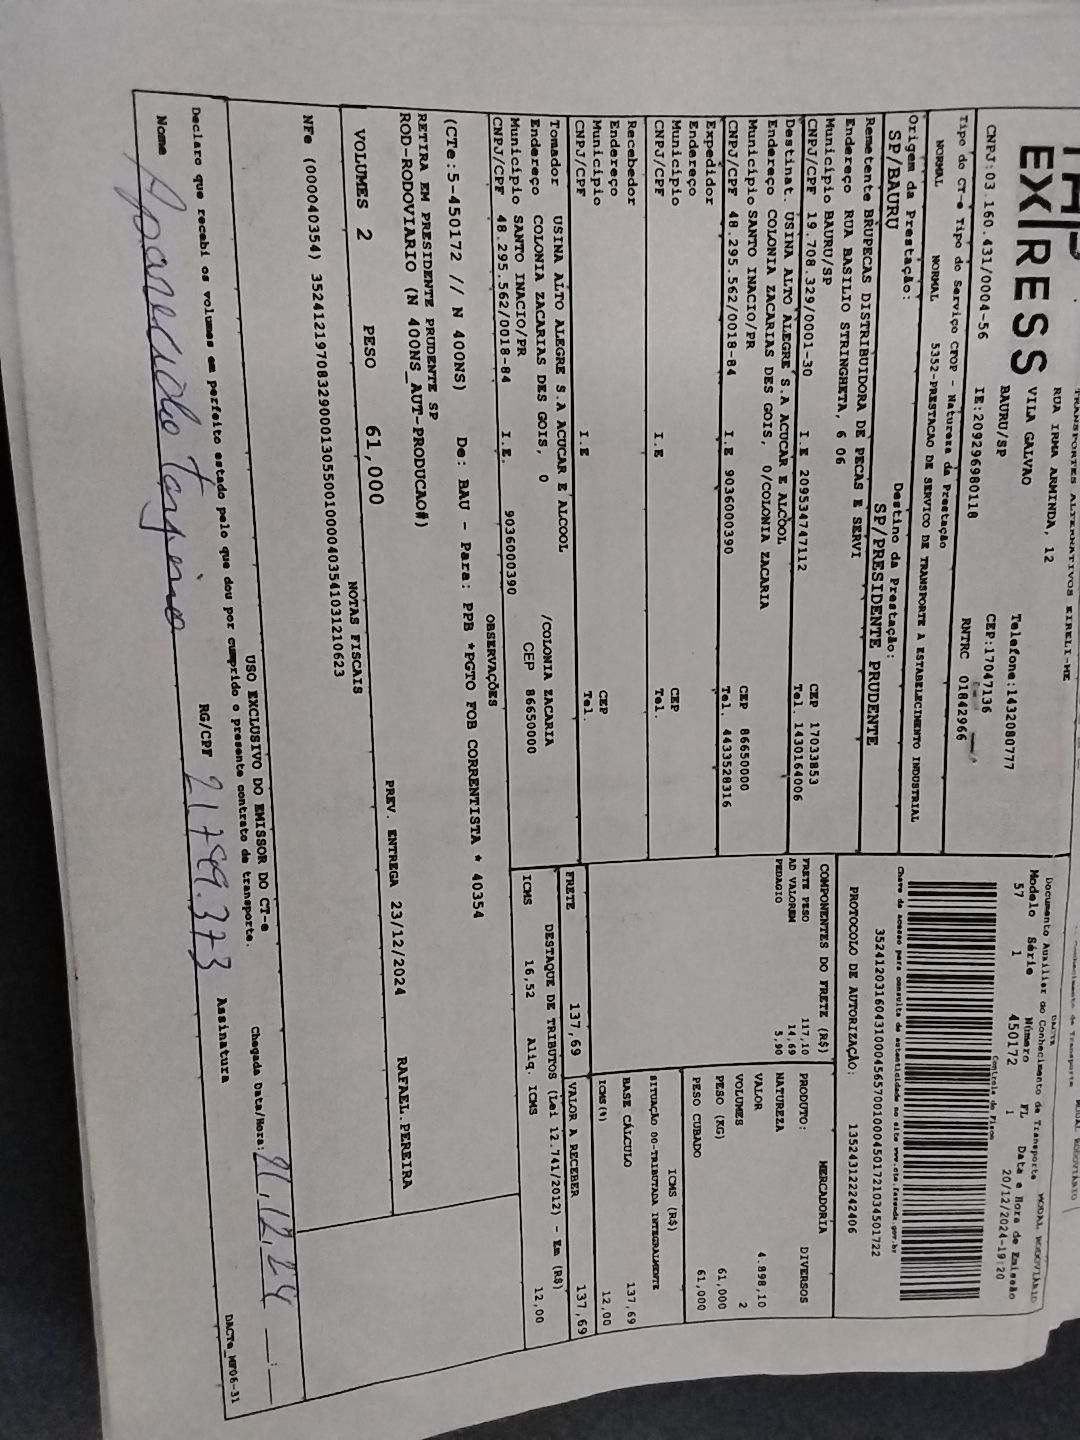 TRANSPORTES ALTERNATIVOS EIRELI-ME
RUA IRMA ARMINDA, 12
VILA GALVAO
BAURU/SP
EX RESS
Telefone:1432080777
CEP:17047136
CNPJ:03.160.431/0004-56 IE:209296980118 RNTRC 01842966
Tipo do CT-e Tipo do Serviço CFOP - Natureza da Prestação
NORMAL NORMAL 5352-PRESTACAO DE SERVICO DE TRANSPORTE A ESTABELECIMENTO INDUSTRIAL
Origem da Prestação: Destino da Prestação:
SP/BAURU SP/PRESIDENTE PRUDENTE
DACTE
Documento Auxiliar do Conhecimento de Transporte MODAL RODOVIÁRIO
Modelo Série Número FL Data e Hora de Emissão
57 1 450172 1 20/12/2024-19:20
Controle do Fisco
Chave de acesso para consulta de autenticidade no site www.cte.fazenda.gov.br
35241203160431000456570010004501721034501722
PROTOCOLO DE AUTORIZAÇÃO: 135243122242406
Remetente BRUPECAS DISTRIBUIDORA DE PECAS E SERVI
Endereço RUA BASILIO STRINGHETA, 6 06
Município BAURU/SP CEP 17033853
CNPJ/CPF 19.708.329/0001-30 I.E 209534747112 Tel. 1430164006
Destinat. USINA ALTO ALEGRE S.A ACUCAR E ALCOOL
Endereço COLONIA ZACARIAS DES GOIS, 0/COLONIA ZACARIA
Município SANTO INACIO/PR CEP 86650000
CNPJ/CPF 48.295.562/0018-84 I.E 9036000390 Tel. 4433528316
Expedidor
Endereço
Município CEP
CNPJ/CPF I.E Tel.
Recebedor
Endereço
Município CEP
CNPJ/CPF I.E Tel.
Tomador USINA ALTO ALEGRE S.A ACUCAR E ALCOOL
Endereço COLONIA ZACARIAS DES GOIS, 0 /COLONIA ZACARIA
Município SANTO INACIO/PR CEP 86650000
CNPJ/CPF 48.295.562/0018-84 I.E. 9036000390
COMPONENTES DO FRETE (R$)
FRETE PESO 117,10
AD VALOREM 14,69
PEDAGIO 5,90
PRODUTO: MERCADORIA
NATUREZA DIVERSOS
VALOR 4.898,10
VOLUMES 2
PESO (KG) 61,000
PESO CUBADO 61,000
ICMS (R$)
SITUAÇÃO 00-TRIBUTADA INTEGRALMENTE
BASE CÁLCULO 137,69
ICMS(%) 12,00
FRETE 137,69 VALOR A RECEBER 137,69
DESTAQUE DE TRIBUTOS (Lei 12.741/2012) - Em (R$)
ICMS 16,52 Aliq. ICMS 12,00
OBSERVAÇÕES
(CTe:5-450172 // N 400NS) De: BAU - Para: PPB *PGTO FOB CORRENTISTA * 40354
RETIRA EM PRESIDENTE PRUDENTE SP
ROD-RODOVIARIO (N 400NS_AUT-PRODUCAO#)
PREV. ENTREGA 23/12/2024 RAFAEL.PEREIRA
VOLUMES 2 PESO 61,000
NOTAS FISCAIS
NFe (000040354) 35241219708329000130550010000403541031210623
USO EXCLUSIVO DO EMISSOR DO CT-e
Declaro que recebi os volumes em perfeito estado pelo que dou por cumprido o presente contrato de transporte.
Chegada Data/Hora: 21,12,24 __:__
Nome RG/CPF 21.789.373 Assinatura
DACTe_MF06-31